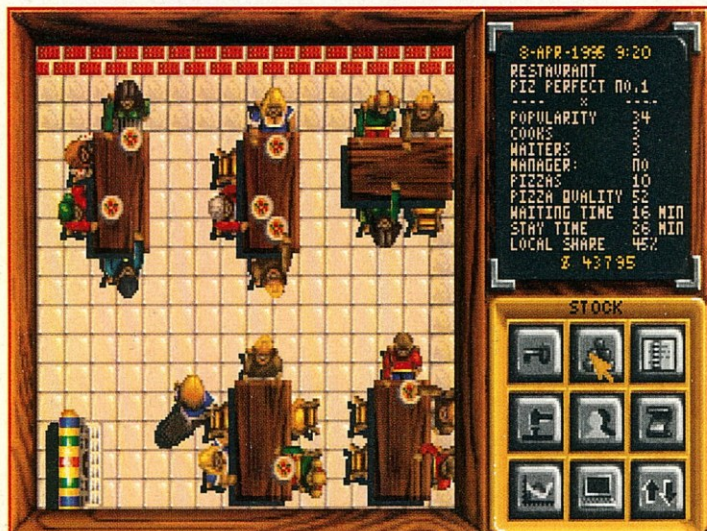 8-APR-1995 9:20
RESTAURANT
PIZ PERFECT NO.1
---- x ----
POPULARITY 34
COOKS 3
WAITERS 3
MANAGER: NO
PIZZAS 10
PIZZA QUALITY 52
WAITING TIME 16 MIN
STAY TIME 26 MIN
LOCAL SHARE 45%
$ 43795
STOCK